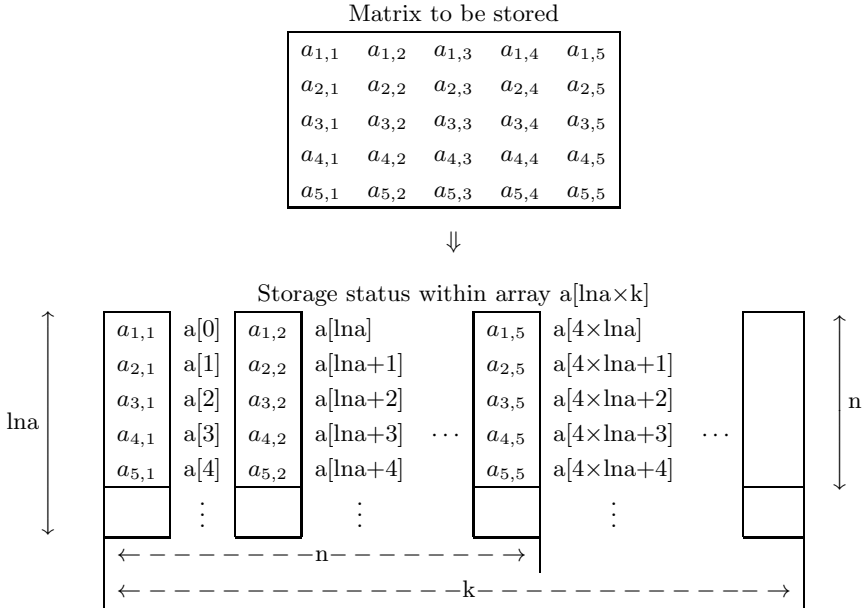 Matrix to be stored
a1,1 a1,2 a1,3 a1,4 a1,5
a2,1 a2,2 a2,3 a2,4 a2,5
a3,1 a3,2 a3,3 a3,4 a3,5
a4,1 a4,2 a4,3 a4,4 a4,5
a5,1 a5,2 a5,3 a5,4 a5,5
⇓
Storage status within array a[lna×k]
a1,1 a[0] a1,2 a[lna] a1,5 a[4×lna]
a2,1 a[1] a2,2 a[lna+1] a2,5 a[4×lna+1]
a3,1 a[2] a3,2 a[lna+2] a3,5 a[4×lna+2] n
lna a4,1 a[3] a4,2 a[lna+3] ··· a4,5 a[4×lna+3] ···
a5,1 a[4] a5,2 a[lna+4] a5,5 a[4×lna+4]
⋮ ⋮ ⋮
n
k